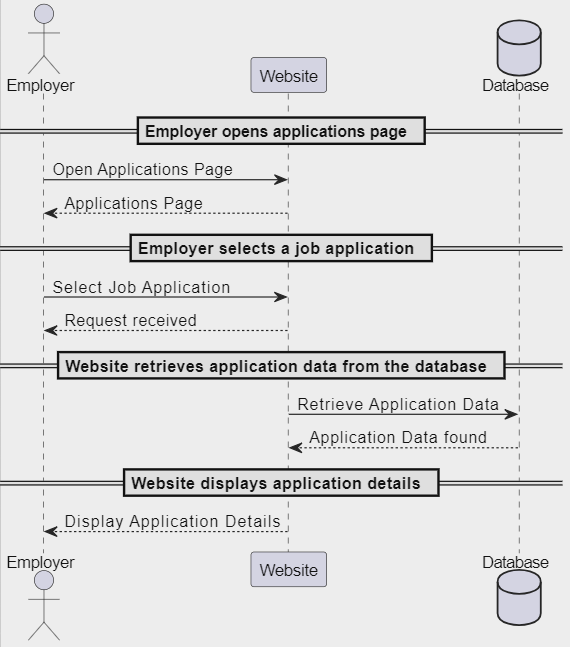 Employer
Website
Database
Employer opens applications page
Open Applications Page
Applications Page
Employer selects a job application
Select Job Application
Request received
Website retrieves application data from the database
Retrieve Application Data
Application Data found
Website displays application details
Display Application Details
Employer
Website
Database